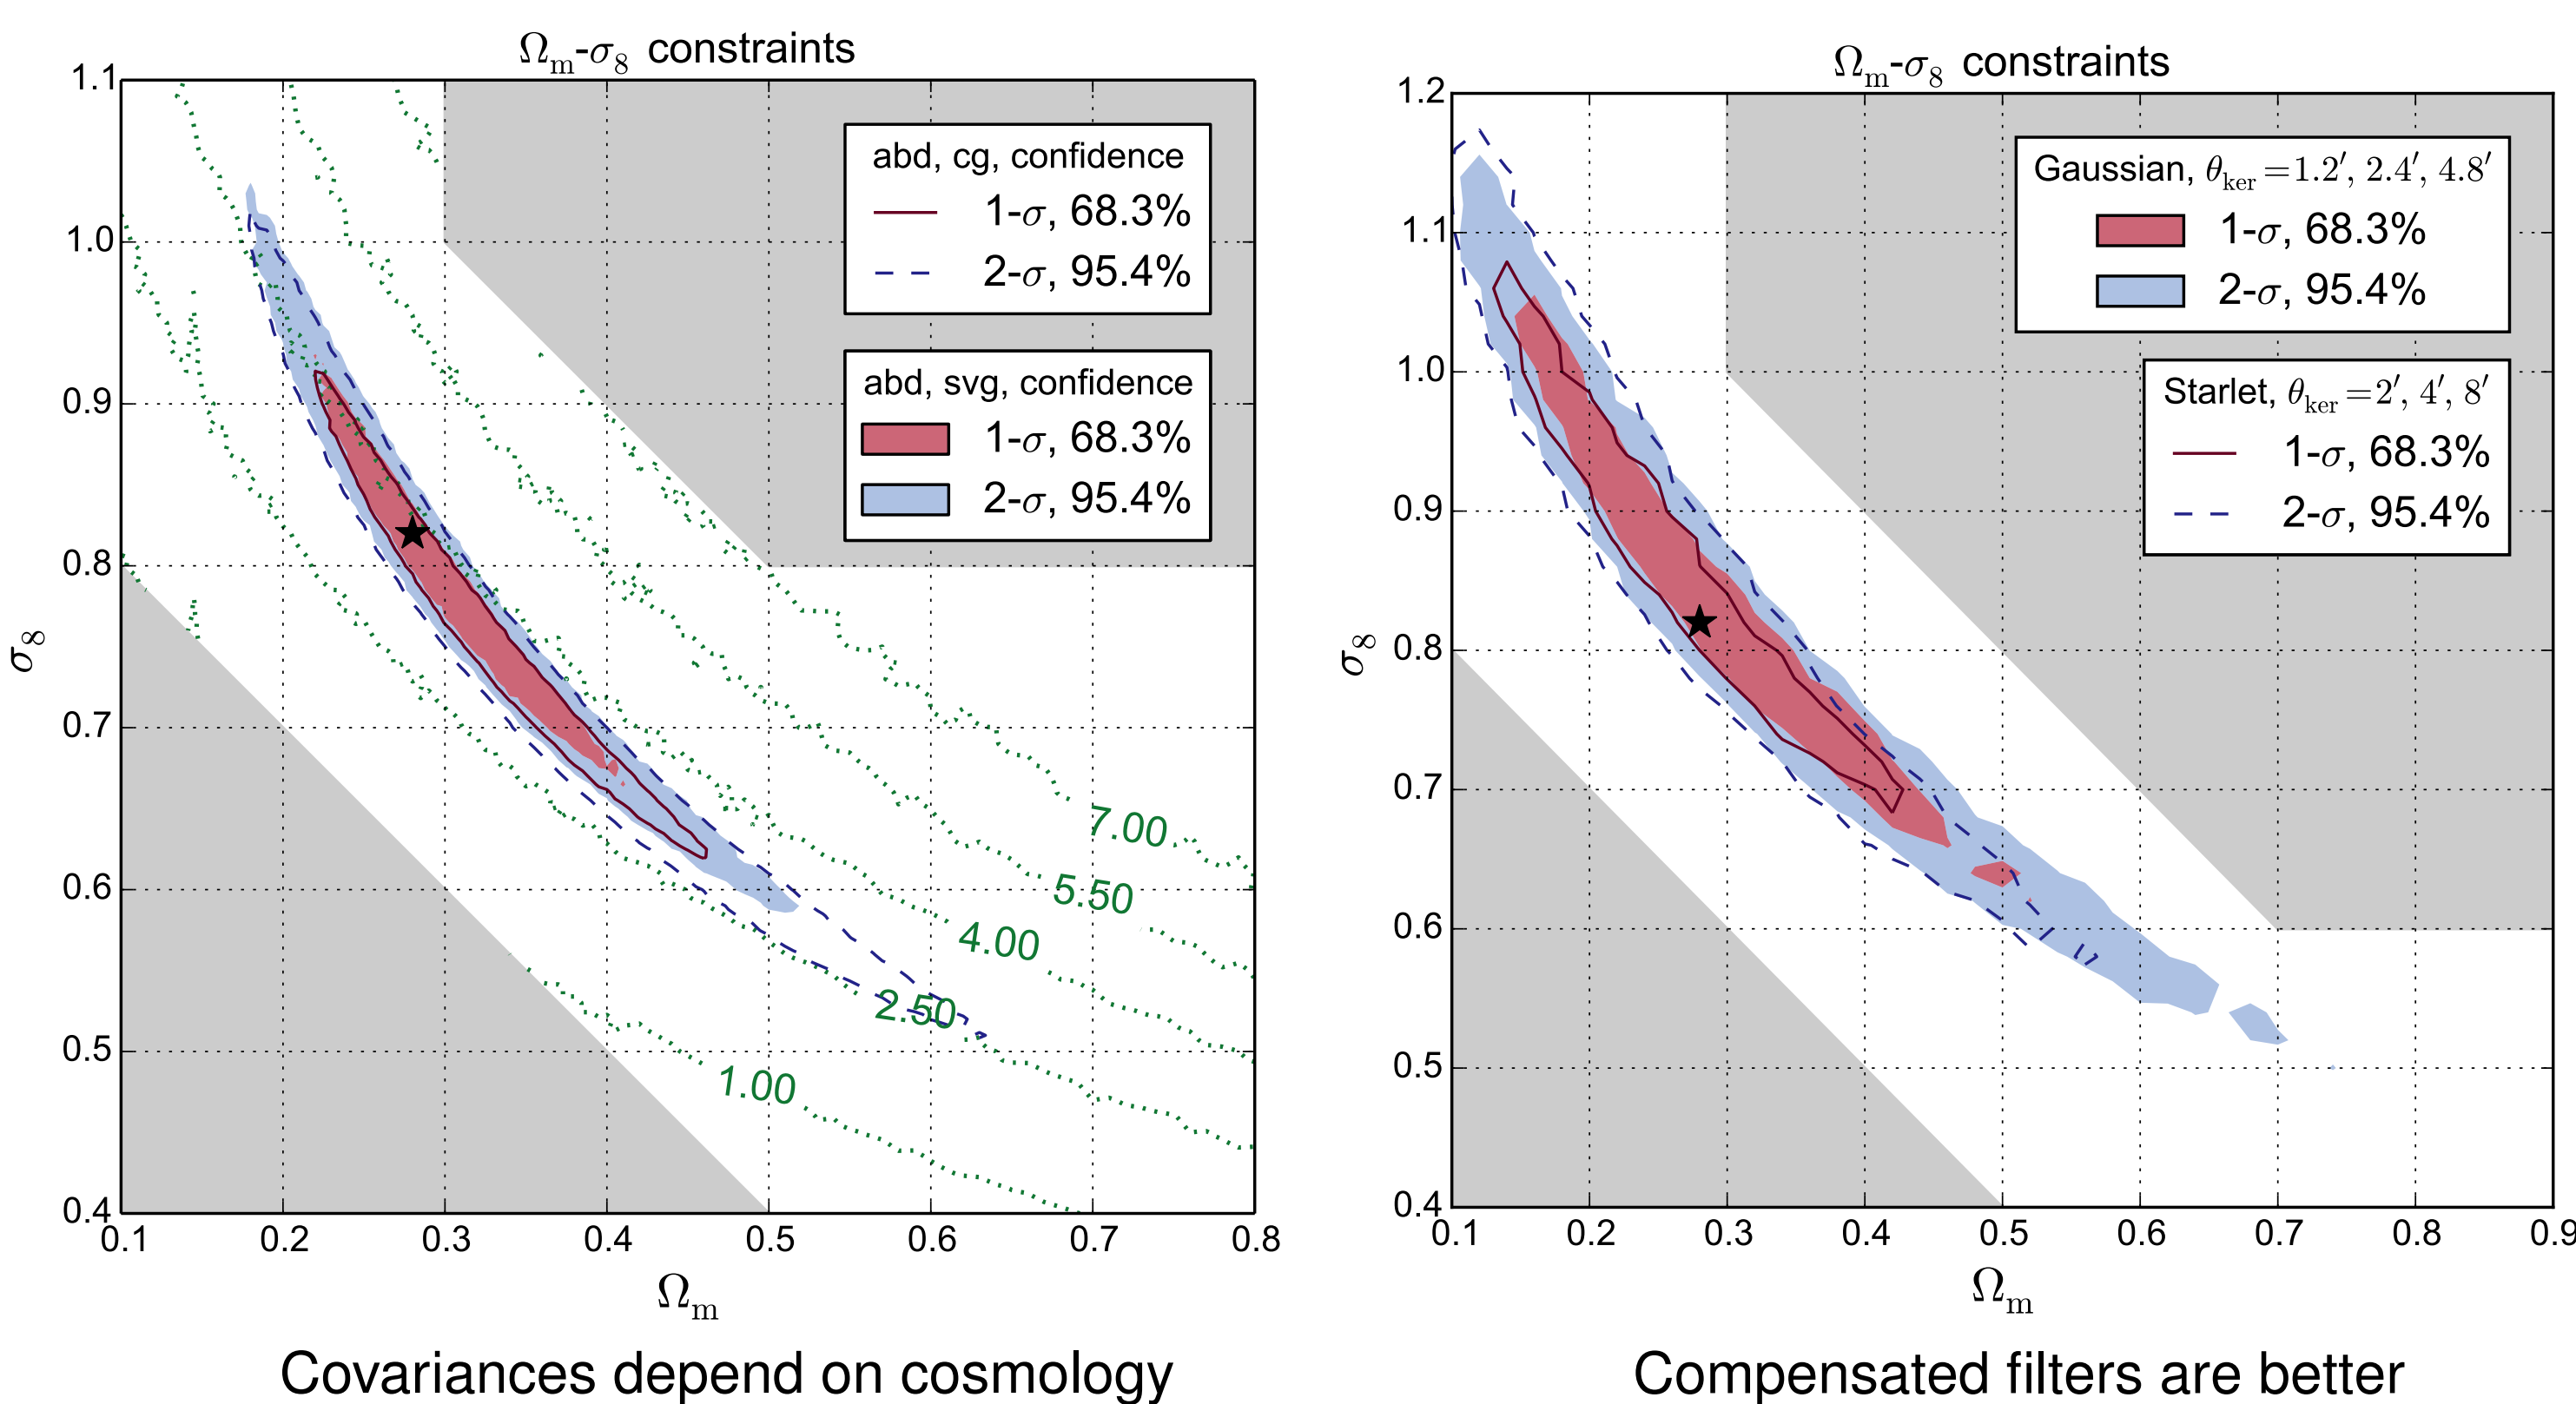 Ωm-σ8 constraints
1.1
1.0
0.9
0.8
0.7
0.6
0.5
0.4
σ8
abd, cg, confidence
1-σ, 68.3%
2-σ, 95.4%
abd, svg, confidence
1-σ, 68.3%
2-σ, 95.4%
7.00
5.50
4.00
2.50
1.00
0.1 0.2 0.3 0.4 0.5 0.6 0.7 0.8
Ωm
Covariances depend on cosmology
Ωm-σ8 constraints
1.2
1.1
1.0
0.9
0.8
0.7
0.6
0.5
0.4
σ8
Gaussian, θker=1.2′, 2.4′, 4.8′
1-σ, 68.3%
2-σ, 95.4%
Starlet, θker=2′, 4′, 8′
1-σ, 68.3%
2-σ, 95.4%
0.1 0.2 0.3 0.4 0.5 0.6 0.7 0.8 0.9
Ωm
Compensated filters are better